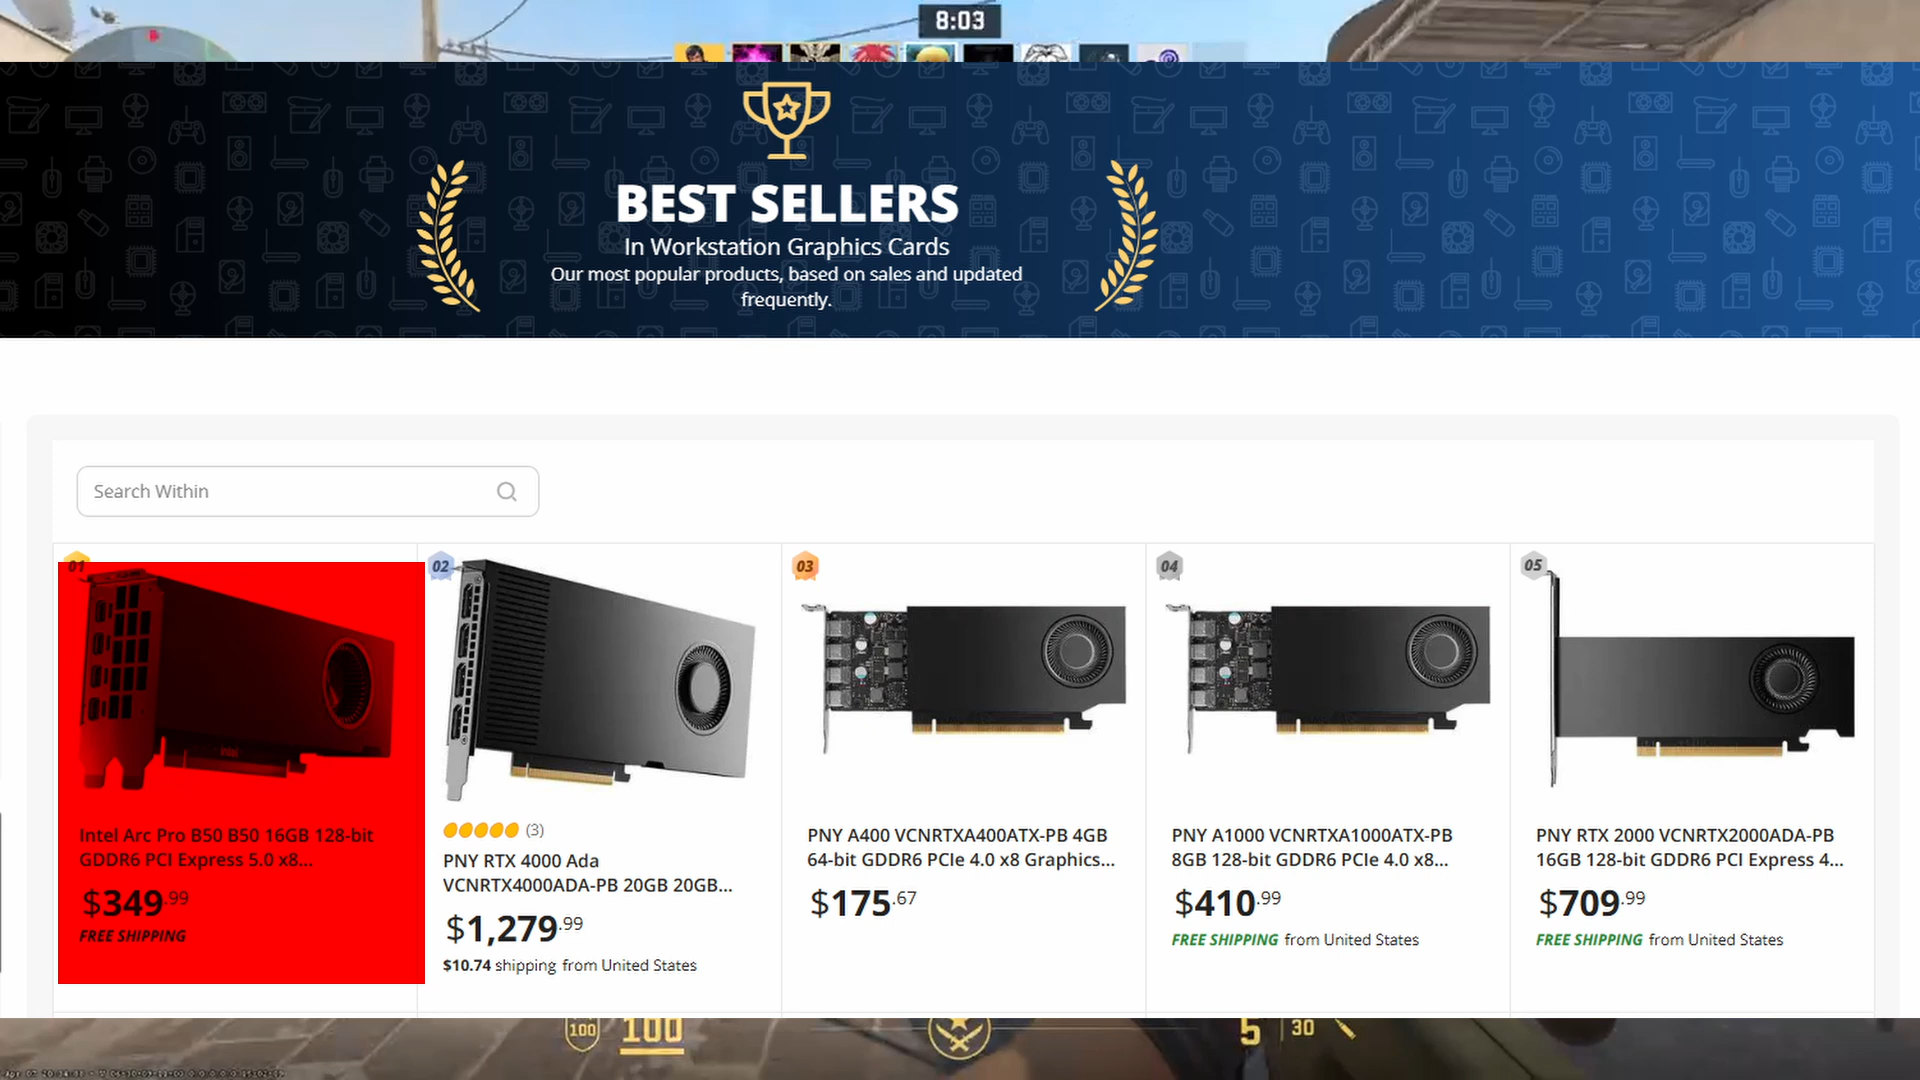 8:03
BEST SELLERS
In Workstation Graphics Cards
Our most popular products, based on sales and updated
frequently.
Search Within
01
02
03
04
05
Intel Arc Pro B50 B50 16GB 128-bit
GDDR6 PCI Express 5.0 x8...
$349.99
FREE SHIPPING
(3)
PNY RTX 4000 Ada
VCNRTX4000ADA-PB 20GB 20GB...
$1,279.99
$10.74 shipping from United States
PNY A400 VCNRTXA400ATX-PB 4GB
64-bit GDDR6 PCIe 4.0 x8 Graphics...
$175.67
PNY A1000 VCNRTXA1000ATX-PB
8GB 128-bit GDDR6 PCIe 4.0 x8...
$410.99
FREE SHIPPING from United States
PNY RTX 2000 VCNRTX2000ADA-PB
16GB 128-bit GDDR6 PCI Express 4...
$709.99
FREE SHIPPING from United States
100 100
5 30